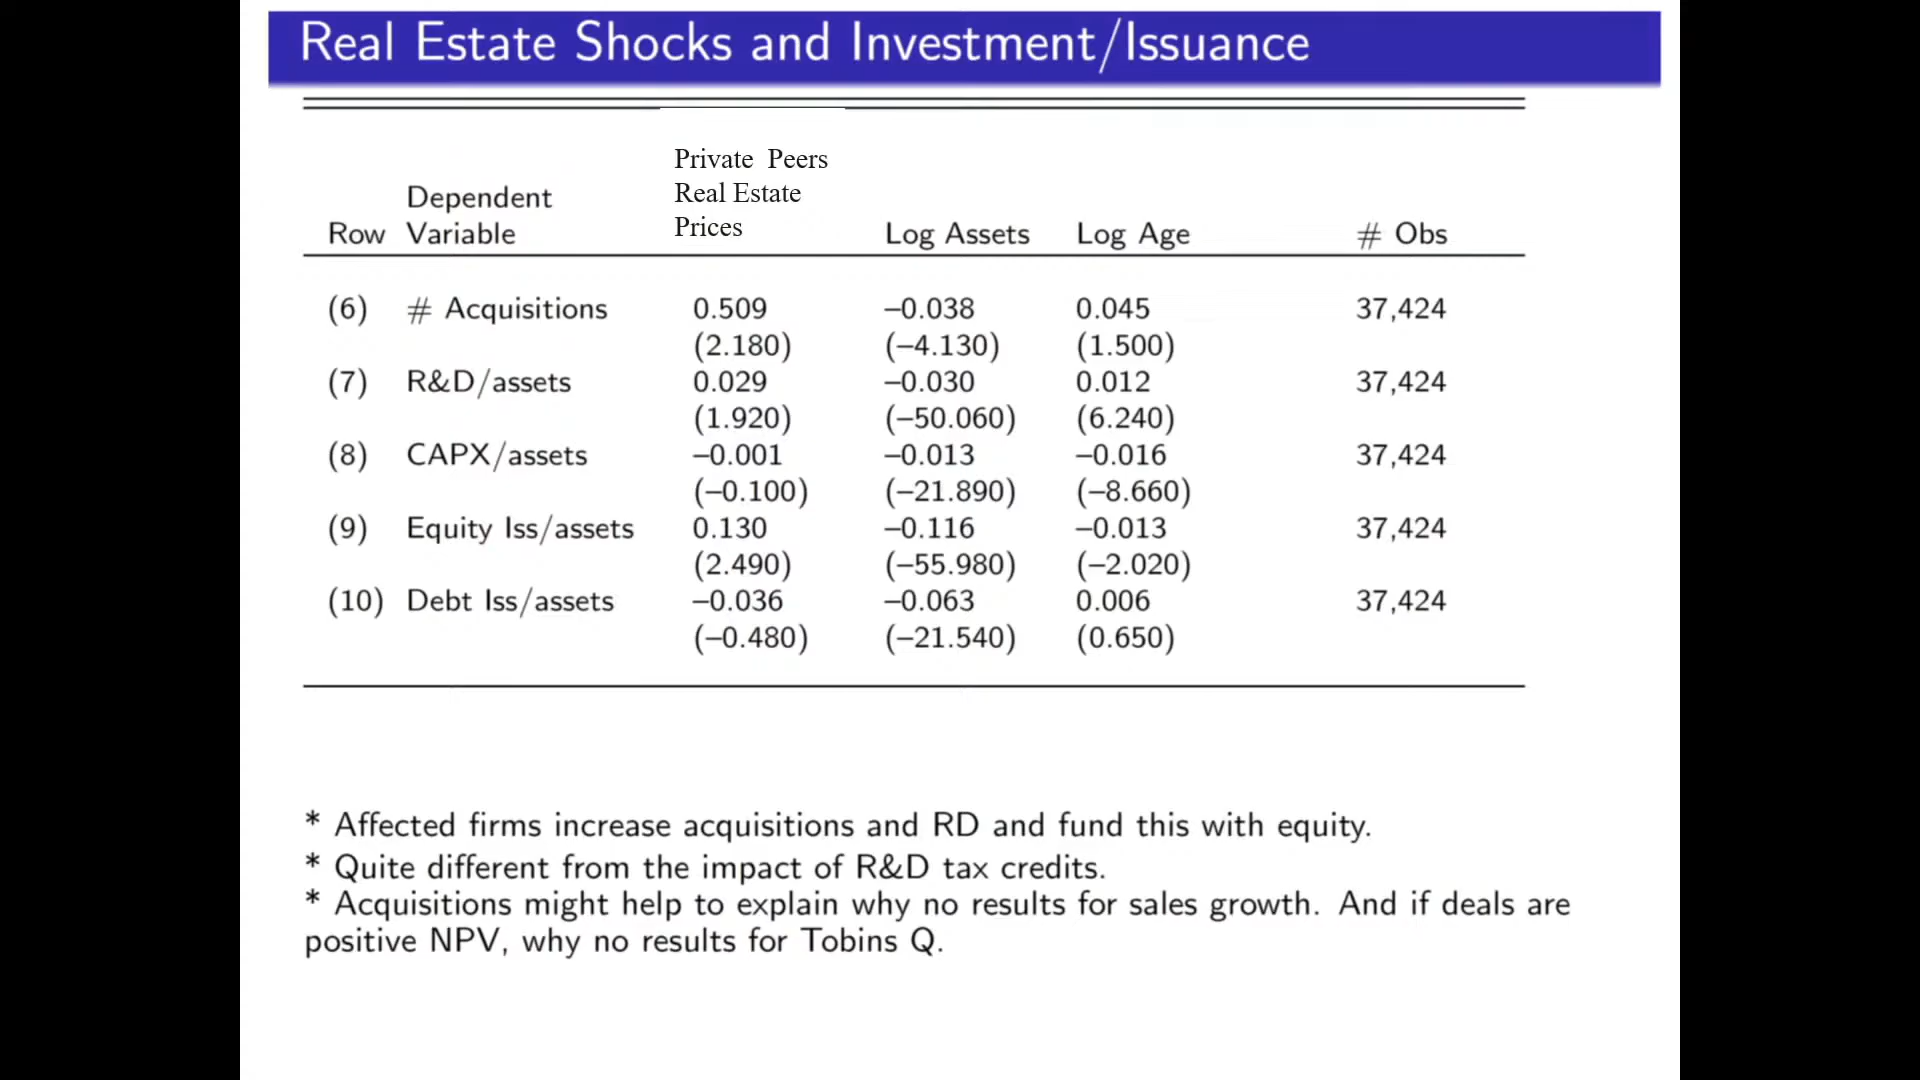 Real Estate Shocks and Investment/Issuance
Private Peers
Real Estate
Prices
Dependent
Row Variable Log Assets Log Age # Obs
(6) # Acquisitions 0.509 –0.038 0.045 37,424
(2.180) (–4.130) (1.500)
(7) R&D/assets 0.029 –0.030 0.012 37,424
(1.920) (–50.060) (6.240)
(8) CAPX/assets –0.001 –0.013 –0.016 37,424
(–0.100) (–21.890) (–8.660)
(9) Equity Iss/assets 0.130 –0.116 –0.013 37,424
(2.490) (–55.980) (–2.020)
(10) Debt Iss/assets –0.036 –0.063 0.006 37,424
(–0.480) (–21.540) (0.650)
* Affected firms increase acquisitions and RD and fund this with equity.
* Quite different from the impact of R&D tax credits.
* Acquisitions might help to explain why no results for sales growth. And if deals are
positive NPV, why no results for Tobins Q.